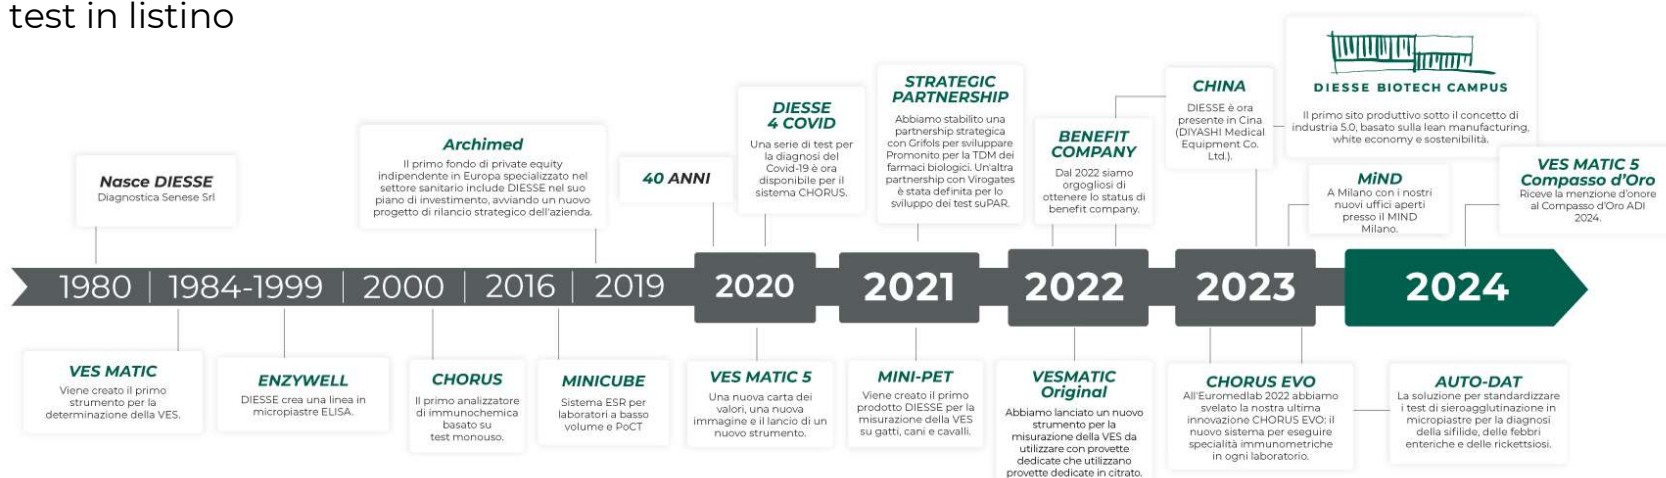 test in listino
Nasce DIESSE
Diagnostica Senese Srl
Archimed
Il primo fondo di private equity
indipendente in Europa specializzato nel
settore sanitario include DIESSE nel suo
piano di investimento, avviando un nuovo
progetto di rilancio strategico dell'azienda.
40 ANNI
DIESSE
4 COVID
Una serie di test per
la diagnosi del
Covid-19 è ora
disponibile per il
sistema CHORUS.
STRATEGIC
PARTNERSHIP
Abbiamo stabilito una
partnership strategica
con Grifols per sviluppare
Promonito per la TDM dei
farmaci biologici. Un'altra
partnership con Virogates
è stata definita per lo
sviluppo dei test suPAR.
BENEFIT
COMPANY
Dal 2022 siamo
orgogliosi di
ottenere lo status di
benefit company.
CHINA
DIESSE è ora
presente in Cina
(DIYASHI Medical
Equipment Co.
Ltd.).
DIESSE BIOTECH CAMPUS
Il primo sito produttivo sotto il concetto di
industria 5.0, basato sulla lean manufacturing,
white economy e sostenibilità.
MiND
A Milano con i nostri
nuovi uffici aperti
presso il MIND
Milano.
VES MATIC 5
Compasso d'Oro
Riceve la menzione d'onore
al Compasso d'Oro ADI
2024.
1980 | 1984-1999 | 2000 | 2016 | 2019 2020 2021 2022 2023 2024
VES MATIC
Viene creato il primo
strumento per la
determinazione della VES.
ENZYWELL
DIESSE crea una linea in
micropiastre ELISA.
CHORUS
Il primo analizzatore
di immunochemica
basato su
test monouso.
MINICUBE
Sistema ESR per
laboratori a basso
volume e PoCT
VES MATIC 5
Una nuova carta dei
valori, una nuova
immagine e il lancio di un
nuovo strumento.
MINI-PET
Viene creato il primo
prodotto DIESSE per la
misurazione della VES
su gatti, cani e cavalli.
VESMATIC
Original
Abbiamo lanciato un nuovo
strumento per la
misurazione della VES da
utilizzare con provette
dedicate che utilizzano
provette dedicate in citrato.
CHORUS EVO
All'Euromedlab 2022 abbiamo
svelato la nostra ultima
innovazione CHORUS EVO: il
nuovo sistema per eseguire
specialità immunometriche
in ogni laboratorio.
AUTO-DAT
La soluzione per standardizzare
i test di sieroagglutinazione in
micropiastre per la diagnosi
della sifilide, delle febbri
enteriche e delle rickettsiosi.